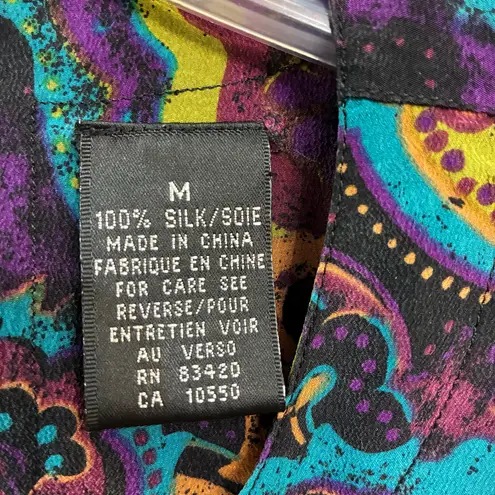 M
100% SILK/SOIE
MADE IN CHINA
FABRIQUE EN CHINE
FOR CARE SEE
REVERSE/POUR
ENTRETIEN VOIR
AU VERSO
RN 83420
CA 10550